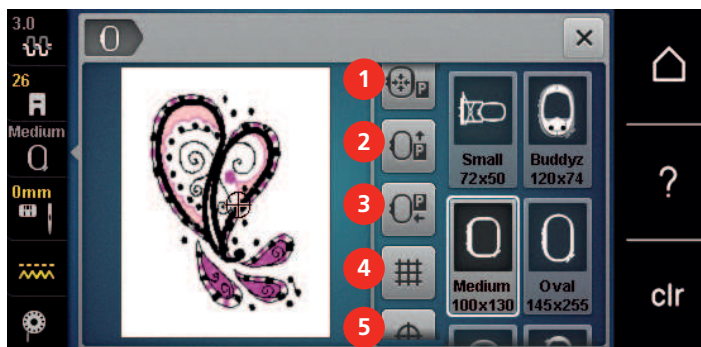 3.0
26
Medium
0mm
1
P
2
P
3
P
4
5
Small
72x50
Buddyz
120x74
Medium
100x130
Oval
145x255
?
clr